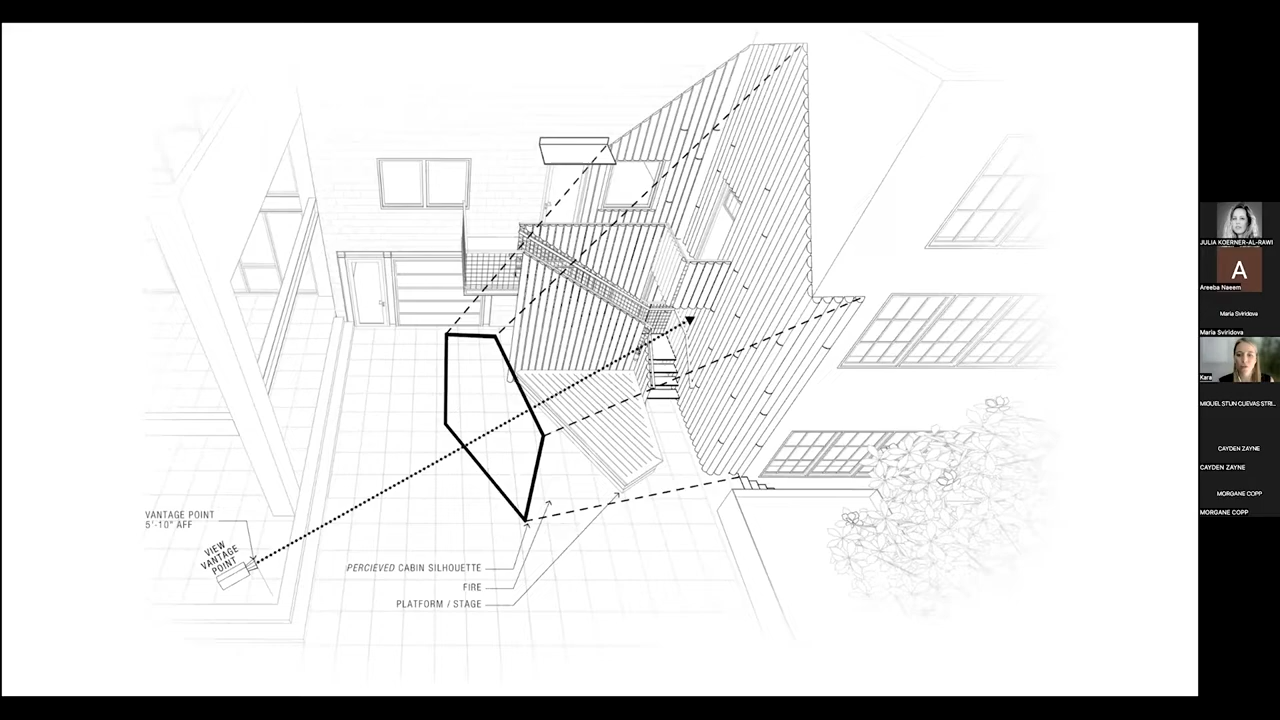 VANTAGE POINT
5'-10" AFF
VIEW
VANTAGE
POINT
PERCIEVED CABIN SILHOUETTE
FIRE
PLATFORM / STAGE
JULIA KOERNER-AL-RAWI
A
Areeba Naeem
Maria Sviridova
Maria Sviridova
Kara
MIGUEL STUN CUEVAS STRI...
CAYDEN ZAYNE
CAYDEN ZAYNE
MORGANE COPP
MORGANE COPP